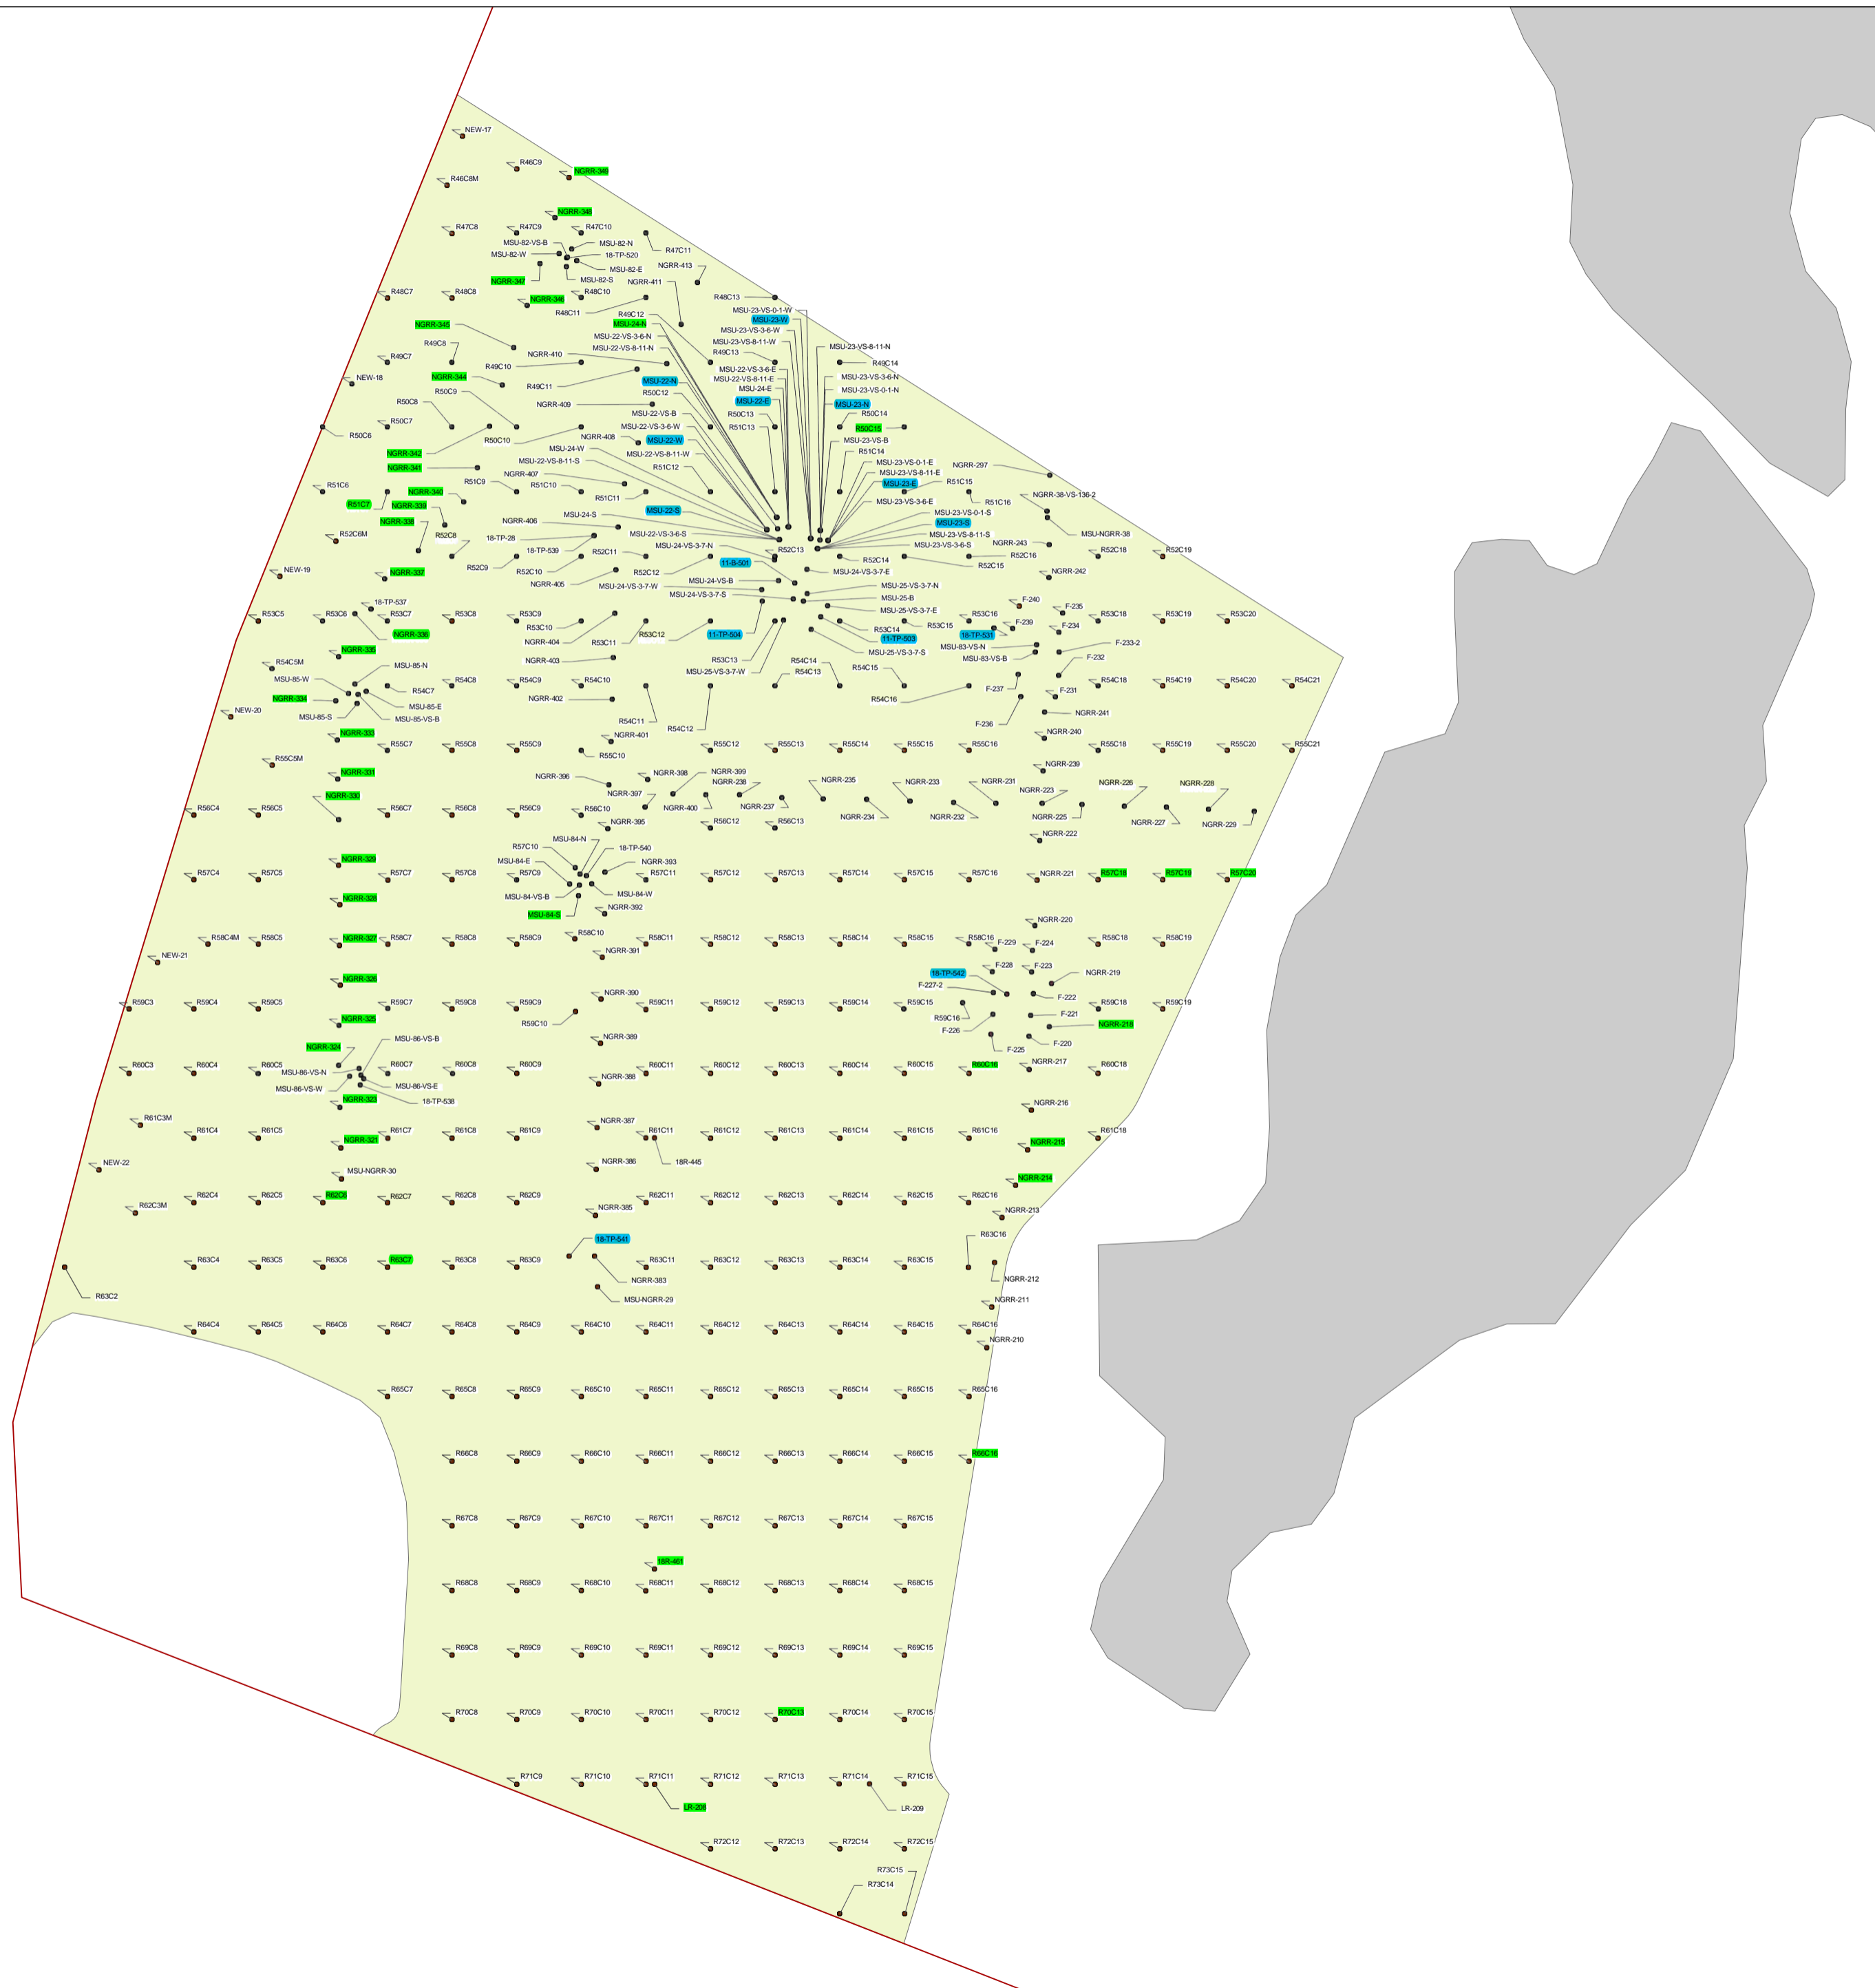 NEW-17
R46C9
NGRR-349
R46C8M
NGRR-348
R47C8
R47C9
R47C10
MSU-82-VS-B
MSU-82-N
R47C11
MSU-82-W
18-TP-520
NGRR-413
MSU-82-E
MSU-82-S
NGRR-347
NGRR-411
R48C7
R48C8
NGRR-346
R48C10
R48C13
R48C11
R49C12
MSU-23-VS-0-1-W
MSU-23-W
NGRR-345
MSU-24-N
MSU-23-VS-3-6-W
MSU-22-VS-3-6-N
MSU-23-VS-8-11-W
R49C8
MSU-22-VS-8-11-N
MSU-23-VS-8-11-N
R49C7
NGRR-410
R49C13
R49C10
R49C14
MSU-22-VS-3-6-E
NEW-18
NGRR-344
MSU-22-VS-8-11-E
MSU-23-VS-3-6-N
R49C11
MSU-22-N
MSU-24-E
MSU-23-VS-0-1-N
R50C9
R50C12
MSU-22-E
MSU-23-N
R50C8
NGRR-409
MSU-22-VS-B
R50C13
R50C14
R50C7
MSU-22-VS-3-6-W
R51C13
R50C15
R50C6
R50C10
NGRR-408
MSU-22-W
MSU-23-VS-B
NGRR-342
MSU-24-W
MSU-22-VS-8-11-W
R51C14
NGRR-341
MSU-22-VS-8-11-S
R51C12
MSU-23-VS-0-1-E
NGRR-297
NGRR-407
MSU-23-VS-8-11-E
R51C6
R51C9
R51C10
MSU-23-E
R51C15
NGRR-340
R51C11
NGRR-38-VS-136-2
R51C7
NGRR-339
MSU-22-S
MSU-23-VS-3-6-E
R51C16
MSU-24-S
MSU-23-VS-0-1-S
NGRR-338
NGRR-406
MSU-23-S
R52C6M
R52C8
18-TP-28
MSU-22-VS-3-6-S
MSU-23-VS-8-11-S
MSU-NGRR-38
MSU-24-VS-3-7-N
MSU-23-VS-3-6-S
NGRR-243
18-TP-539
R52C11
R52C13
R52C16
R52C18
R52C19
R52C9
R52C10
R52C12
11-B-501
R52C14
R52C15
NEW-19
NGRR-337
NGRR-405
MSU-24-VS-B
MSU-24-VS-3-7-E
NGRR-242
MSU-24-VS-3-7-W
MSU-25-VS-3-7-N
MSU-24-VS-3-7-S
MSU-25-B
18-TP-537
F-240
MSU-25-VS-3-7-E
F-235
R53C5
R53C6
R53C7
R53C8
R53C9
R53C16
R53C18
R53C19
R53C20
R53C10
R53C14
R53C15
F-239
F-234
NGRR-336
NGRR-404
R53C11
R53C12
11-TP-504
11-TP-503
18-TP-531
NGRR-335
MSU-83-VS-N
F-233-2
MSU-25-VS-3-7-S
MSU-83-VS-B
R54C5M
MSU-85-N
NGRR-403
R53C13
R54C14
F-232
MSU-25-VS-3-7-W
R54C13
R54C15
MSU-85-W
R54C7
R54C8
R54C9
R54C10
F-237
R54C18
R54C19
R54C20
R54C21
NGRR-334
NGRR-402
R54C16
F-231
MSU-85-E
NEW-20
MSU-85-S
MSU-85-VS-B
R54C11
NGRR-241
R54C12
F-236
NGRR-333
NGRR-401
NGRR-240
R55C7
R55C8
R55C9
R55C10
R55C12
R55C13
R55C14
R55C15
R55C16
R55C18
R55C19
R55C20
R55C21
R55C5M
NGRR-239
NGRR-331
NGRR-396
NGRR-398
NGRR-399
NGRR-238
NGRR-235
NGRR-233
NGRR-231
NGRR-226
NGRR-228
NGRR-330
NGRR-397
NGRR-223
R56C4
R56C5
R56C7
R56C8
R56C9
R56C10
NGRR-400
NGRR-237
NGRR-234
NGRR-232
NGRR-225
NGRR-227
NGRR-229
NGRR-395
R56C12
R56C13
NGRR-222
MSU-84-N
R57C10
18-TP-540
NGRR-329
MSU-84-E
NGRR-393
R57C4
R57C5
R57C7
R57C8
R57C9
R57C11
R57C12
R57C13
R57C14
R57C15
R57C16
NGRR-221
R57C18
R57C19
R57C20
NGRR-328
MSU-84-VS-B
MSU-84-W
MSU-84-S
NGRR-392
NGRR-220
R58C4M
R58C5
NGRR-327
R58C7
R58C8
R58C9
R58C10
R58C11
R58C12
R58C13
R58C14
R58C15
R58C16
F-229
F-224
R58C18
R58C19
NEW-21
NGRR-391
NGRR-326
18-TP-542
F-228
F-223
NGRR-219
F-227-2
R59C3
R59C4
R59C5
R59C7
R59C8
R59C9
NGRR-390
R59C11
R59C12
R59C13
R59C14
R59C15
F-222
R59C18
R59C19
NGRR-325
R59C10
R59C16
F-221
F-226
NGRR-218
MSU-86-VS-B
NGRR-389
F-220
NGRR-324
F-225
R60C3
R60C4
R60C5
R60C7
R60C8
R60C9
R60C11
R60C12
R60C13
R60C14
R60C15
R60C16
NGRR-217
R60C18
MSU-86-VS-N
NGRR-388
MSU-86-VS-W
MSU-86-VS-E
NGRR-323
18-TP-538
NGRR-216
R61C3M
NGRR-387
R61C4
R61C5
NGRR-321
R61C7
R61C8
R61C9
R61C11
R61C12
R61C13
R61C14
R61C15
R61C16
NGRR-215
R61C18
NEW-22
MSU-NGRR-30
NGRR-386
18R-445
NGRR-214
R62C4
R62C5
R62C6
R62C7
R62C8
R62C9
R62C11
R62C12
R62C13
R62C14
R62C15
R62C16
R62C3M
NGRR-385
NGRR-213
18-TP-541
R63C16
R63C4
R63C5
R63C6
R63C7
R63C8
R63C9
R63C11
R63C12
R63C13
R63C14
R63C15
NGRR-383
NGRR-212
R63C2
MSU-NGRR-29
NGRR-211
R64C4
R64C5
R64C6
R64C7
R64C8
R64C9
R64C10
R64C11
R64C12
R64C13
R64C14
R64C15
R64C16
NGRR-210
R65C7
R65C8
R65C9
R65C10
R65C11
R65C12
R65C13
R65C14
R65C15
R65C16
R66C8
R66C9
R66C10
R66C11
R66C12
R66C13
R66C14
R66C15
R66C16
R67C8
R67C9
R67C10
R67C11
R67C12
R67C13
R67C14
R67C15
18R-461
R68C8
R68C9
R68C10
R68C11
R68C12
R68C13
R68C14
R68C15
R69C8
R69C9
R69C10
R69C11
R69C12
R69C13
R69C14
R69C15
R70C8
R70C9
R70C10
R70C11
R70C12
R70C13
R70C14
R70C15
R71C9
R71C10
R71C11
R71C12
R71C13
R71C14
R71C15
LR-208
LR-209
R72C12
R72C13
R72C14
R72C15
R73C15
R73C14